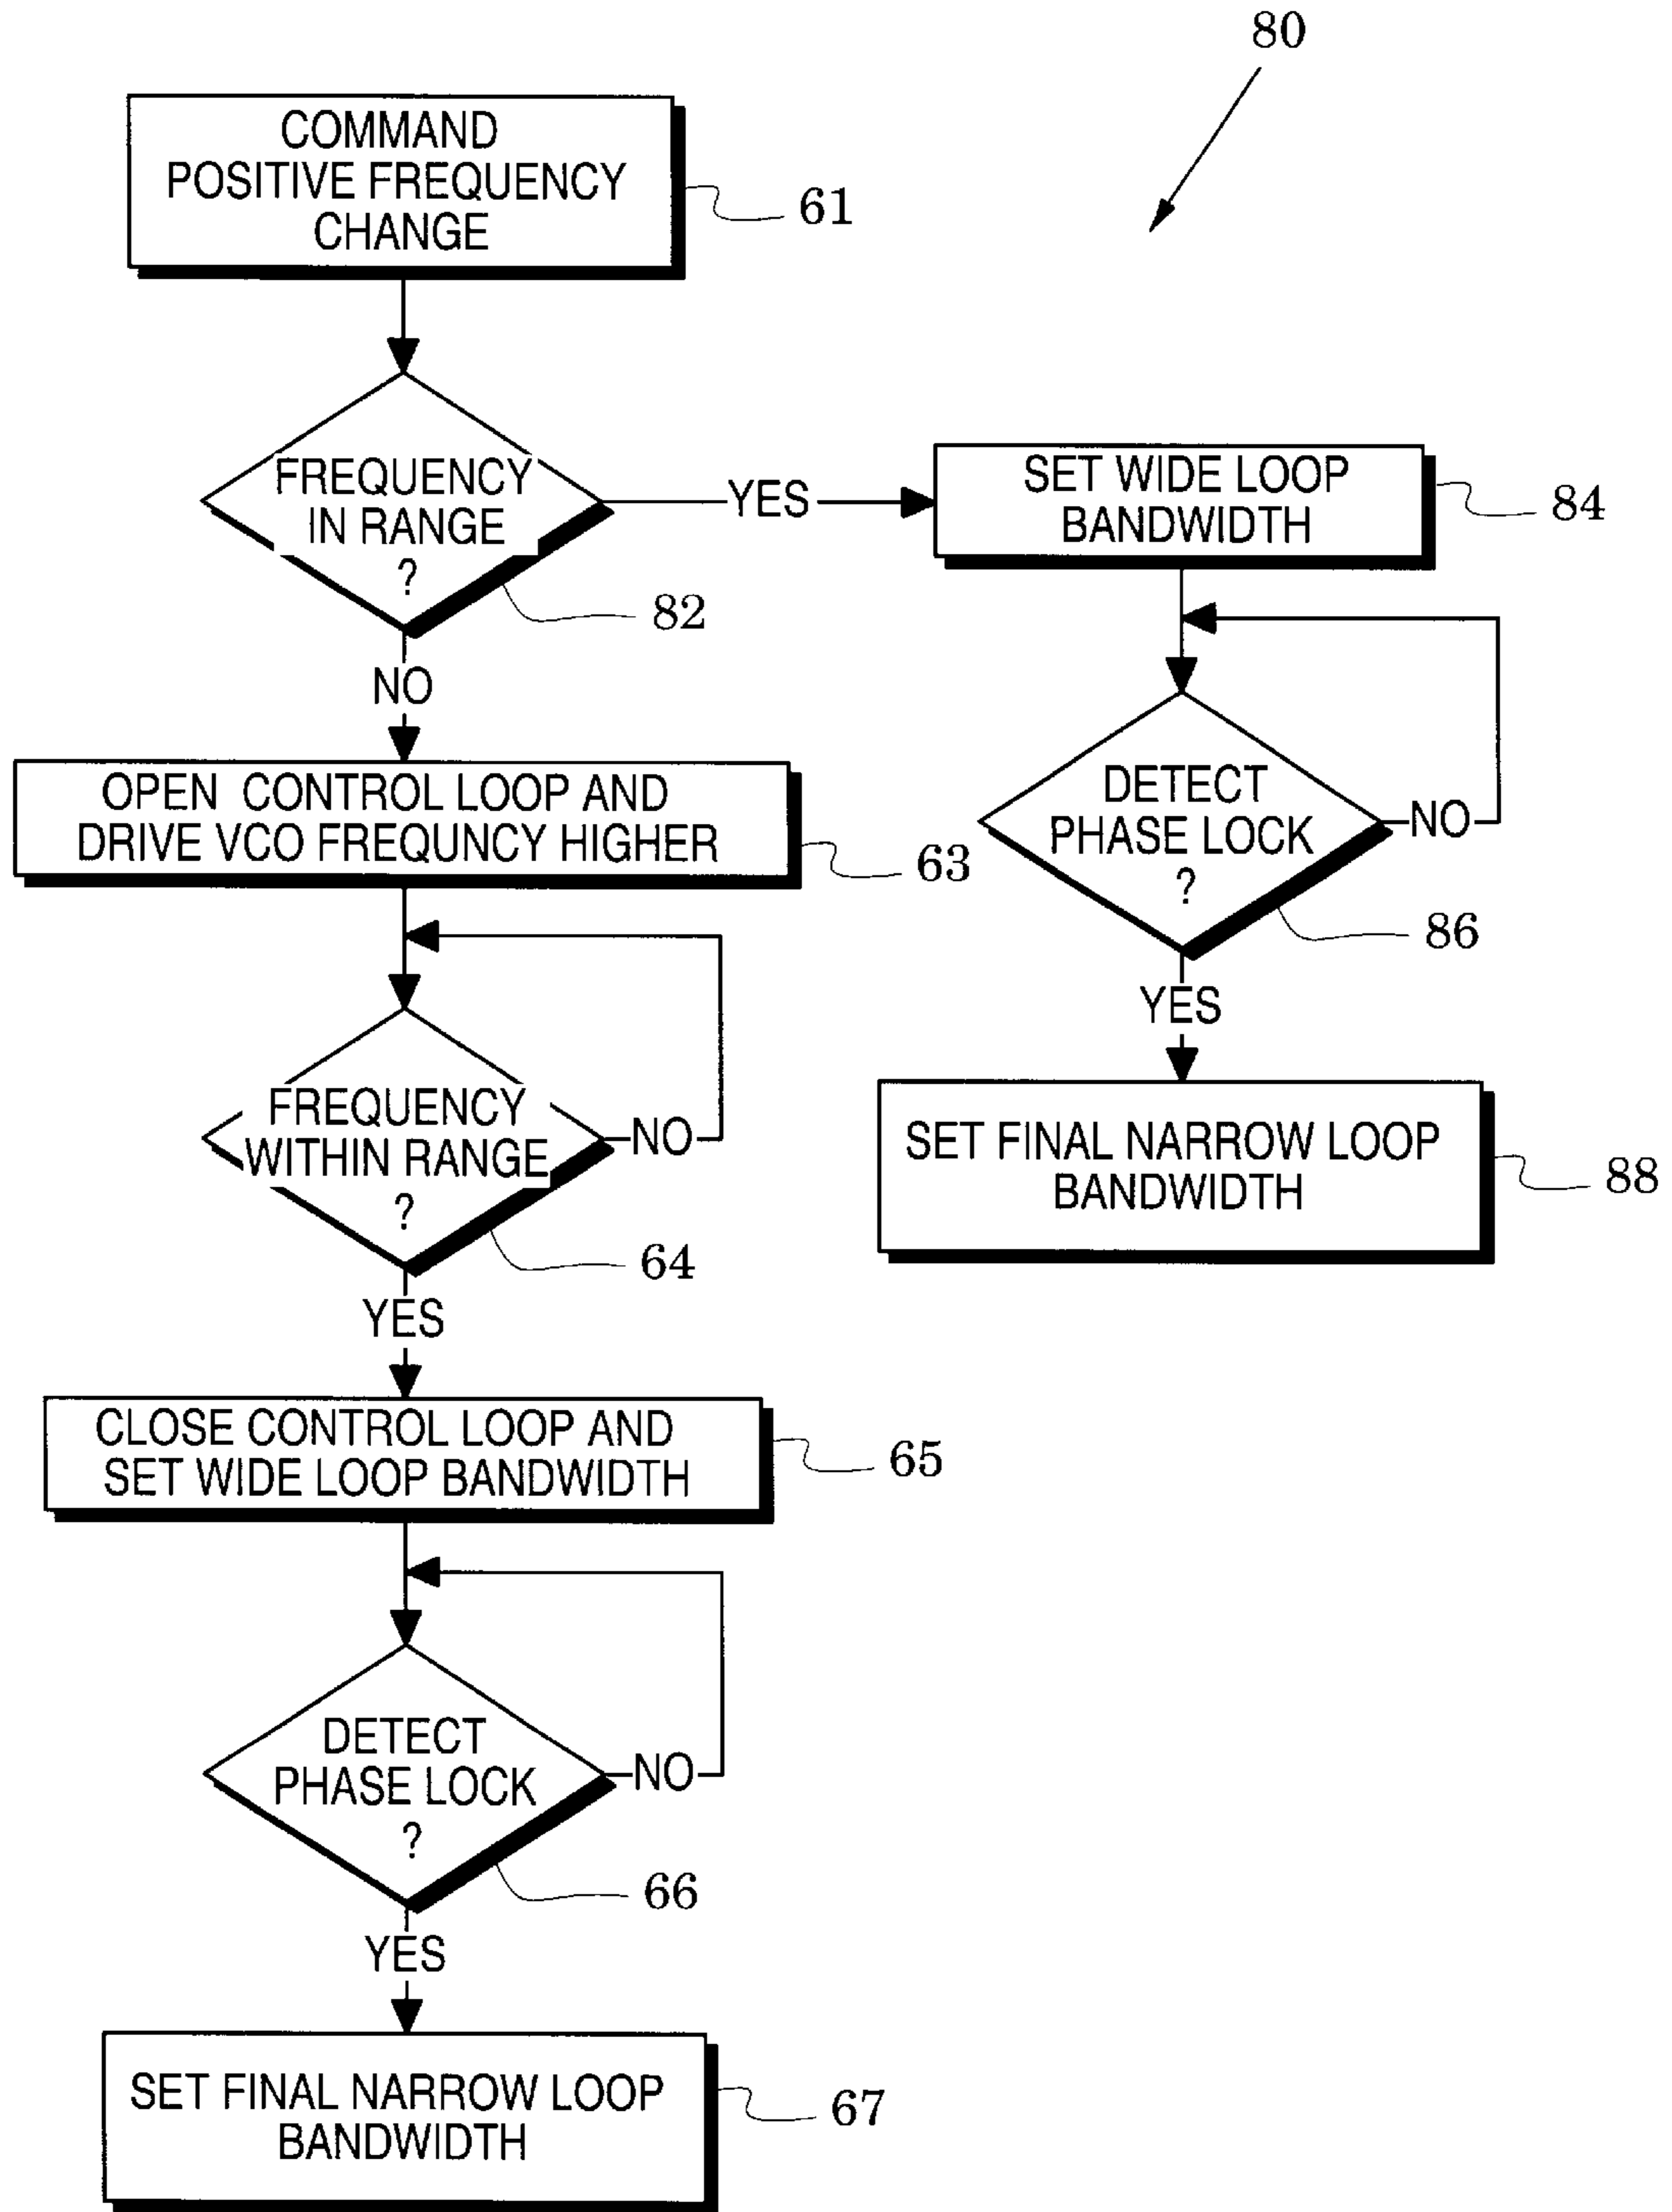 80
COMMAND
POSITIVE FREQUENCY
CHANGE
61
FREQUENCY
IN RANGE
?
82
YES
SET WIDE LOOP
BANDWIDTH
84
NO
OPEN CONTROL LOOP AND
DRIVE VCO FREQUNCY HIGHER
63
DETECT
PHASE LOCK
?
NO
86
YES
SET FINAL NARROW LOOP
BANDWIDTH
88
FREQUENCY
WITHIN RANGE
?
NO
64
YES
CLOSE CONTROL LOOP AND
SET WIDE LOOP BANDWIDTH
65
DETECT
PHASE LOCK
?
NO
66
YES
SET FINAL NARROW LOOP
BANDWIDTH
67